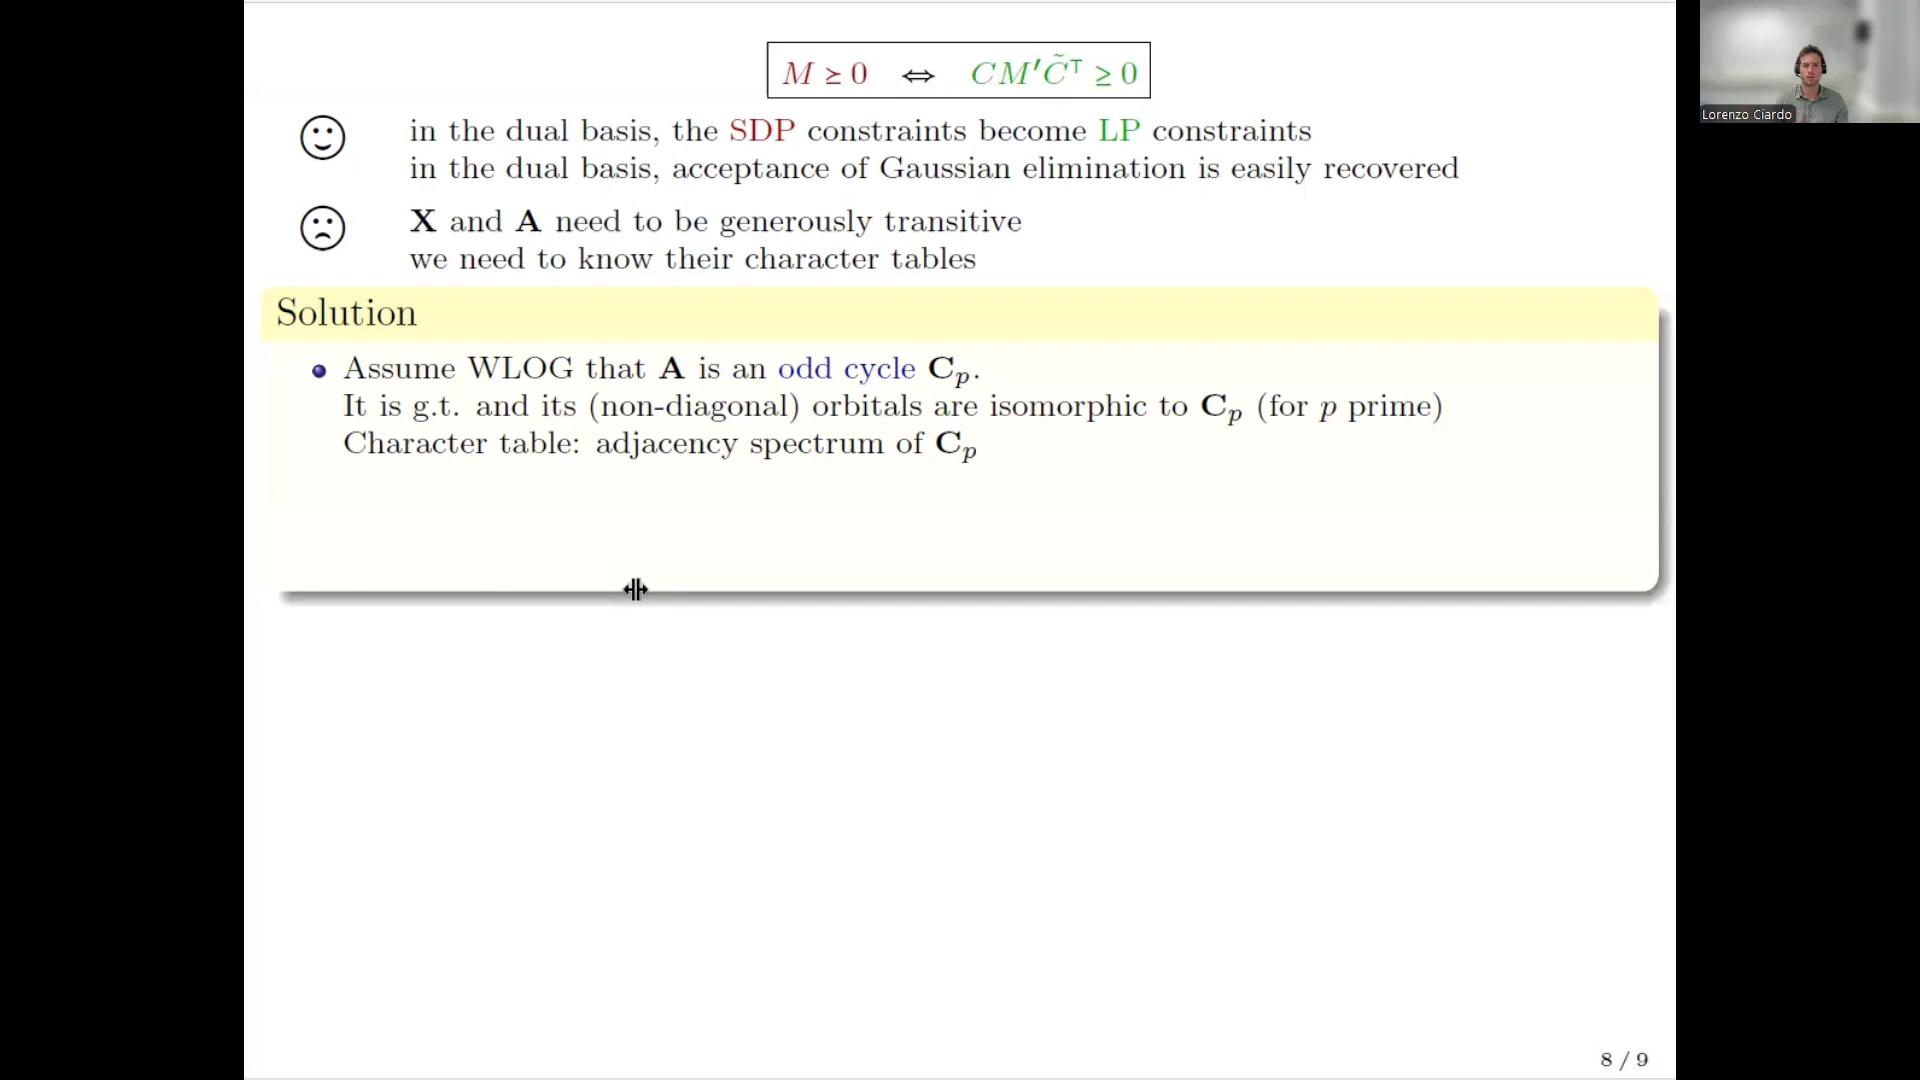 M ≽ 0 ⇔ CM′C̃ᵀ ≥ 0
in the dual basis, the SDP constraints become LP constraints
in the dual basis, acceptance of Gaussian elimination is easily recovered
X and A need to be generously transitive
we need to know their character tables
Solution
Assume WLOG that A is an odd cycle Cₚ.
It is g.t. and its (non-diagonal) orbitals are isomorphic to Cₚ (for p prime)
Character table: adjacency spectrum of Cₚ
8 / 9
Lorenzo Ciardo